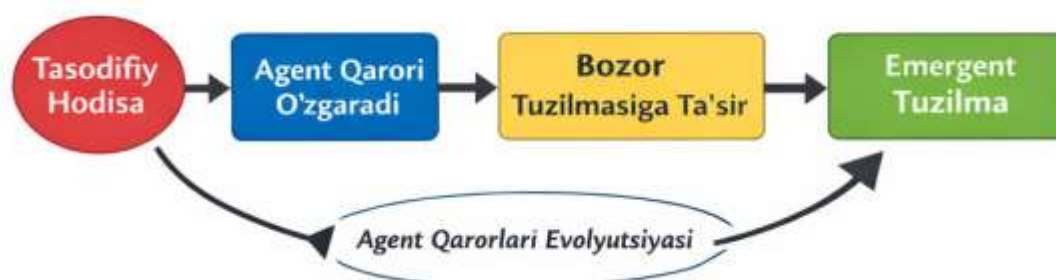 Tasodifiy
Hodisa
Agent Qarori
O'zgaradi
Bozor
Tuzilmasiga Ta'sir
Emergent
Tuzilma
Agent Qarorlari Evolyutsiyasi